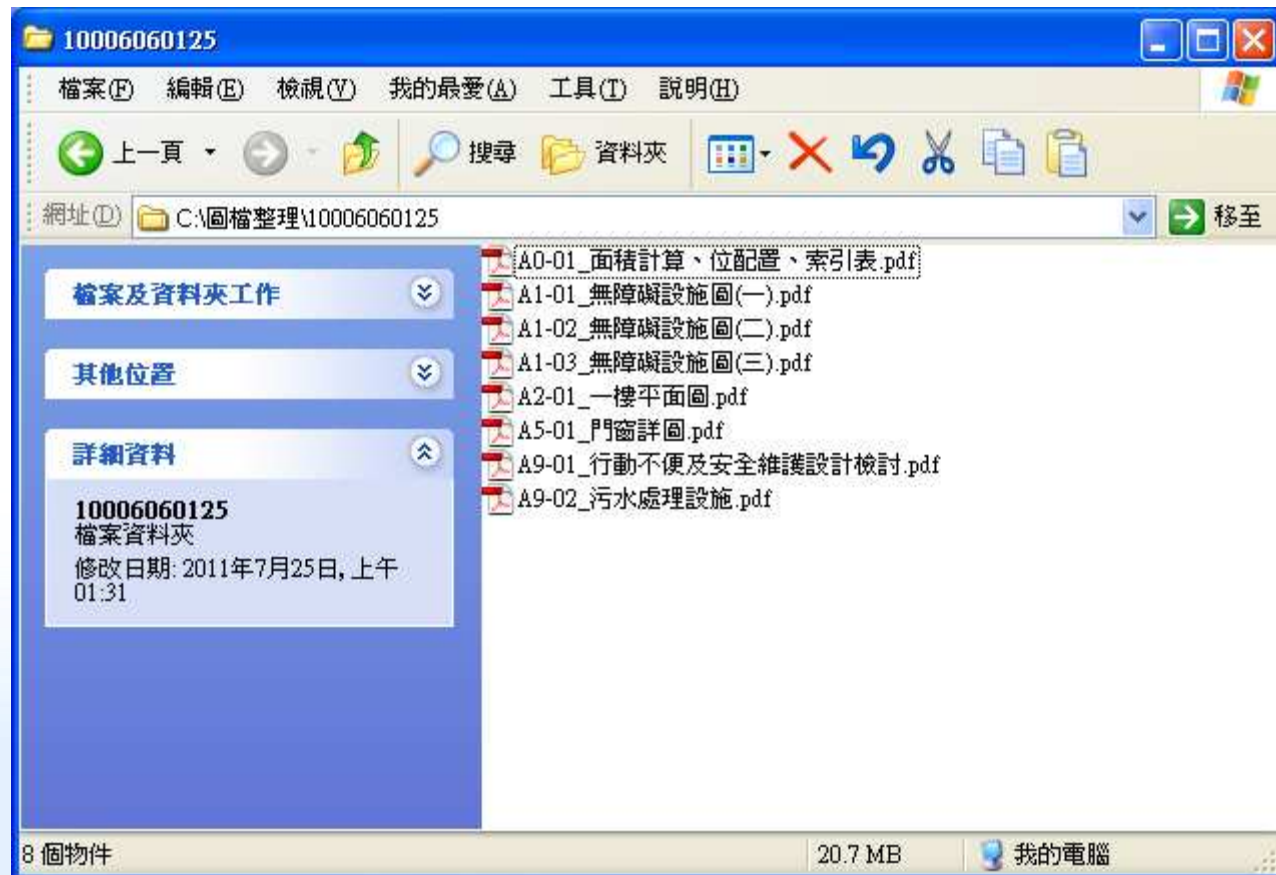 10006060125
檔案(F) 編輯(E) 檢視(V) 我的最愛(A) 工具(T) 說明(H)
上一頁 搜尋 資料夾
網址(D) C:\圖檔整理\10006060125 移至
檔案及資料夾工作
其他位置
詳細資料
10006060125
檔案資料夾
修改日期: 2011年7月25日, 上午
01:31
A0-01_面積計算、位配置、索引表.pdf
A1-01_無障礙設施圖(一).pdf
A1-02_無障礙設施圖(二).pdf
A1-03_無障礙設施圖(三).pdf
A2-01_一樓平面圖.pdf
A5-01_門窗詳圖.pdf
A9-01_行動不便及安全維護設計檢討.pdf
A9-02_污水處理設施.pdf
8 個物件 20.7 MB 我的電腦